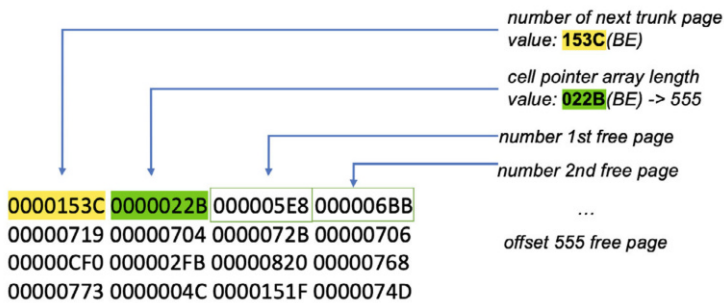 number of next trunk page
value: 153C(BE)
cell pointer array length
value: 022B(BE) -> 555
number 1st free page
number 2nd free page
...
offset 555 free page
0000153C 0000022B 000005E8 000006BB
00000719 00000704 0000072B 00000706
00000CF0 000002FB 00000820 00000768
00000773 0000004C 0000151F 0000074D